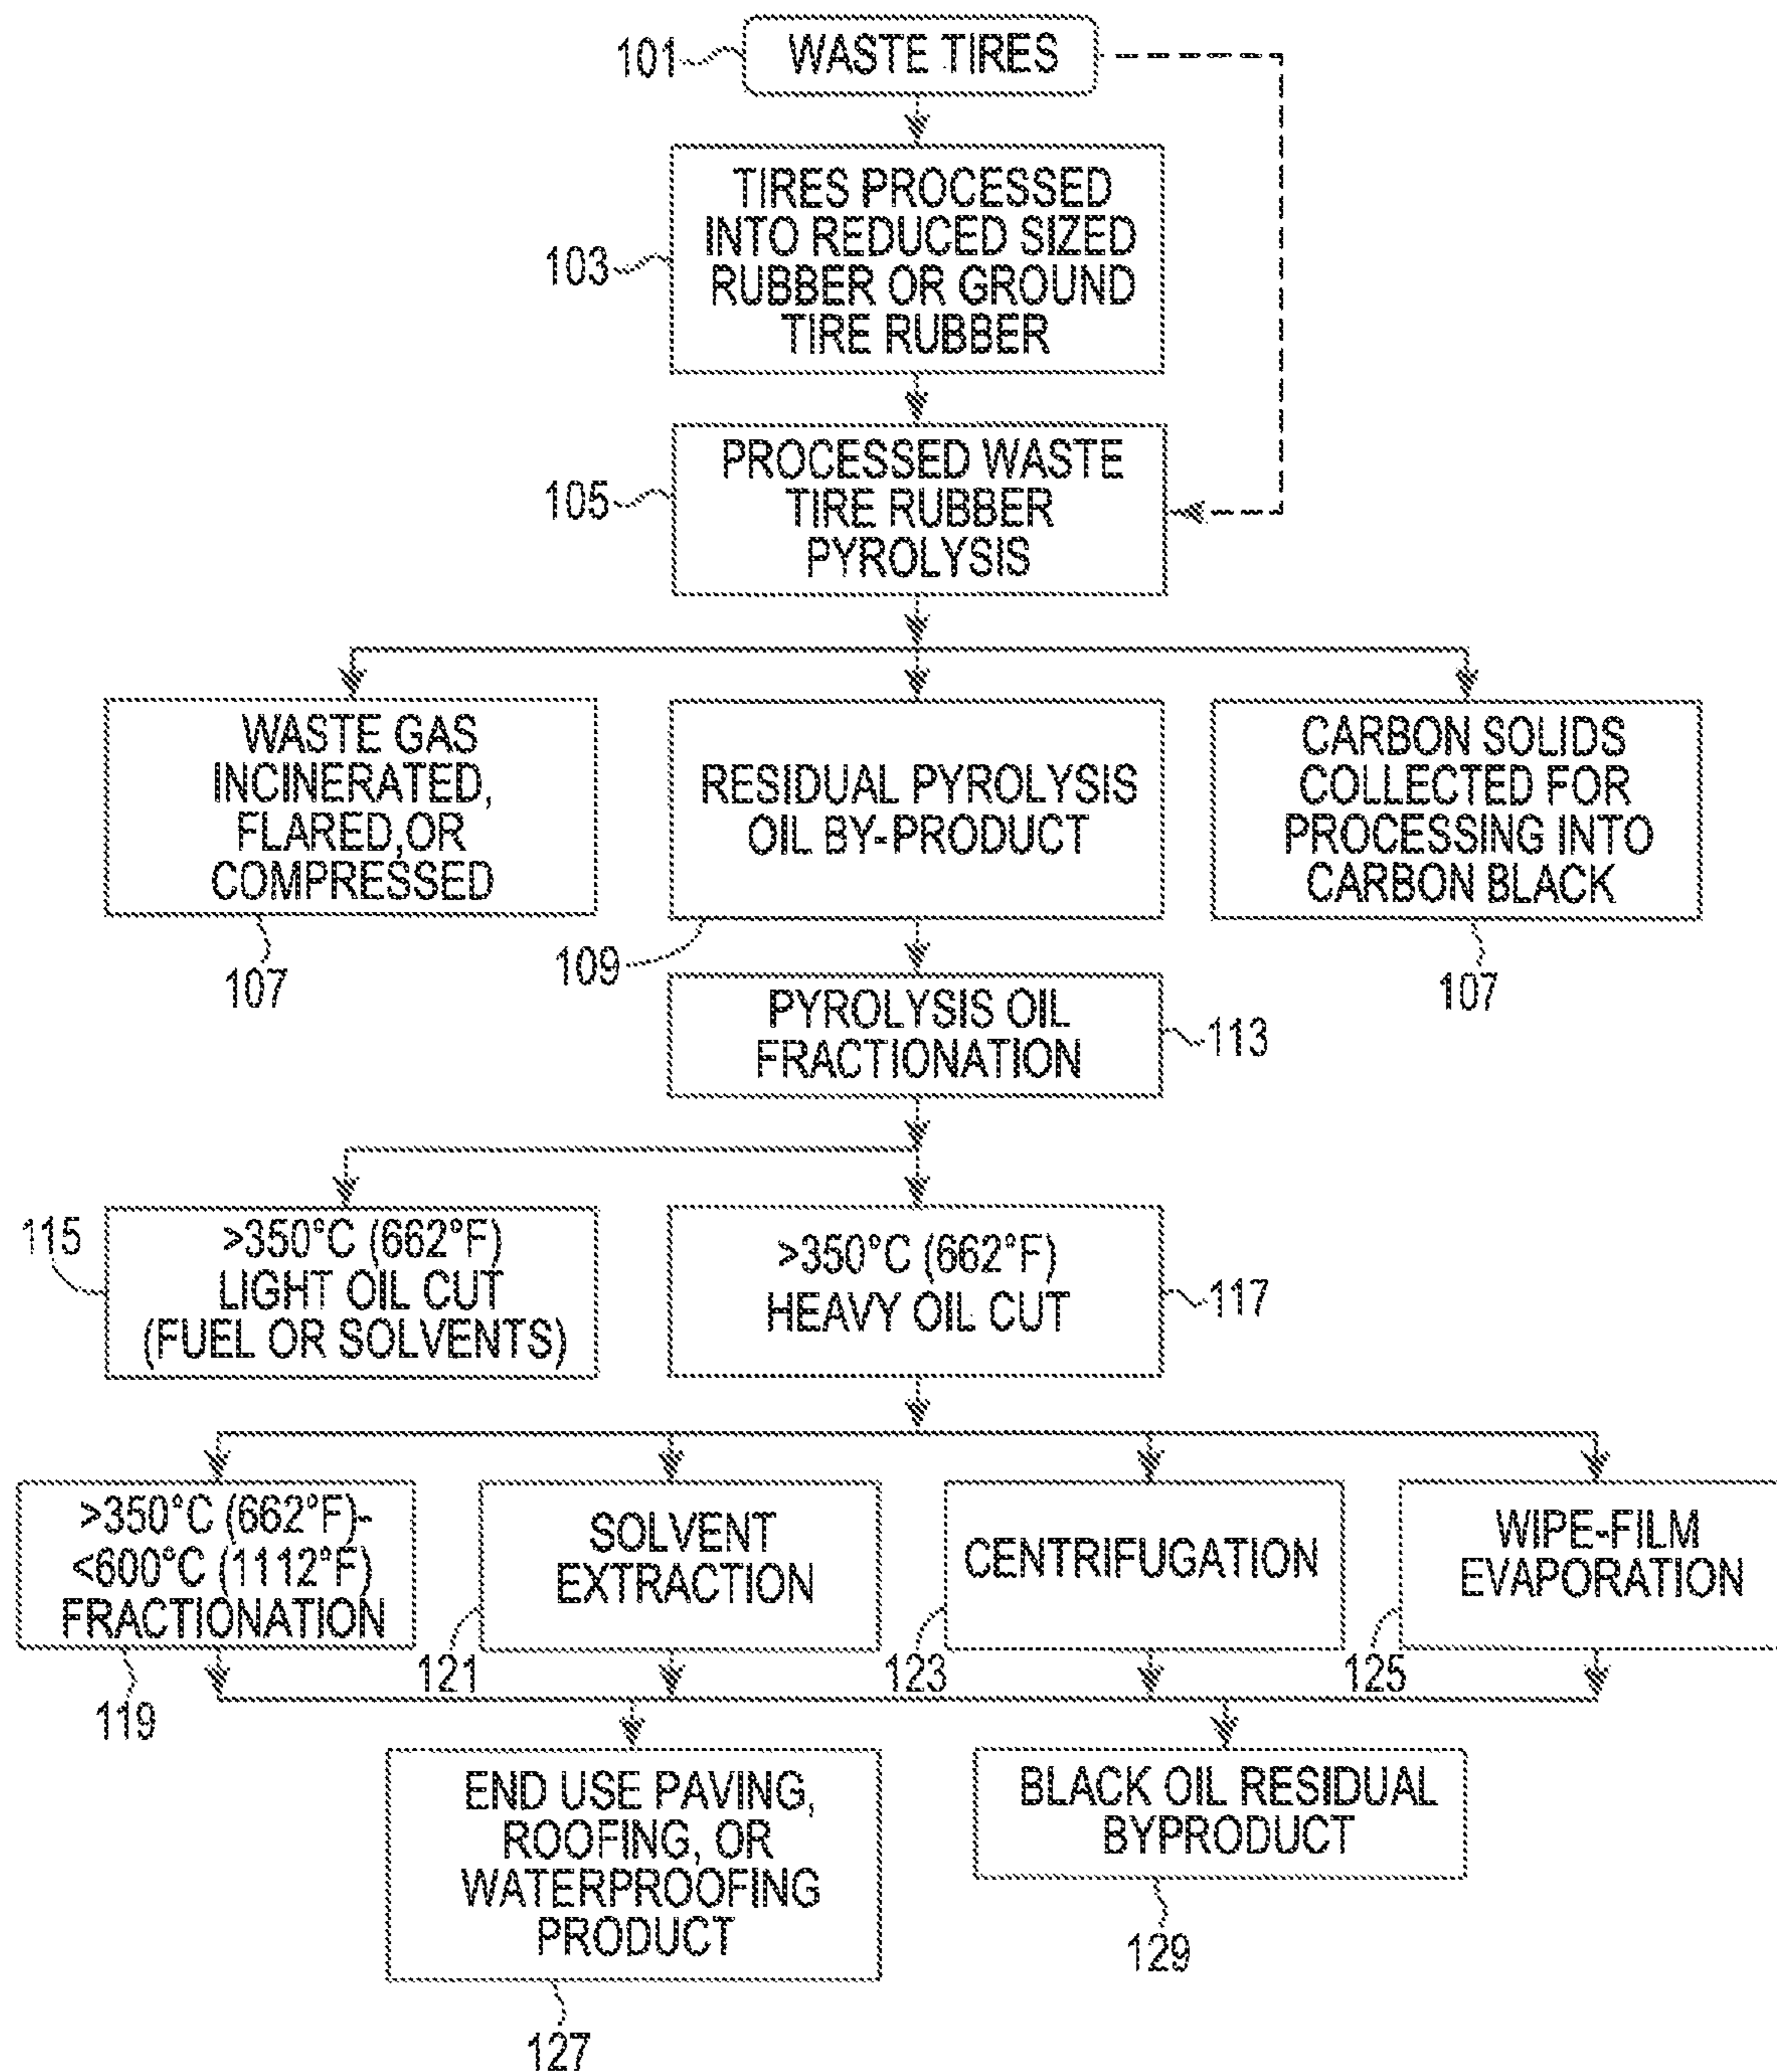 101
WASTE TIRES
103
TIRES PROCESSED
INTO REDUCED SIZED
RUBBER OR GROUND
TIRE RUBBER
105
PROCESSED WASTE
TIRE RUBBER
PYROLYSIS
WASTE GAS
INCINERATED,
FLARED,OR
COMPRESSED
107
RESIDUAL PYROLYSIS
OIL BY-PRODUCT
109
CARBON SOLIDS
COLLECTED FOR
PROCESSING INTO
CARBON BLACK
107
PYROLYSIS OIL
FRACTIONATION
113
115
>350°C (662°F)
LIGHT OIL CUT
(FUEL OR SOLVENTS)
>350°C (662°F)
HEAVY OIL CUT
117
>350°C (662°F)-
<600°C (1112°F)
FRACTIONATION
119
SOLVENT
EXTRACTION
121
CENTRIFUGATION
123
WIPE-FILM
EVAPORATION
125
END USE PAVING,
ROOFING, OR
WATERPROOFING
PRODUCT
127
BLACK OIL RESIDUAL
BYPRODUCT
129